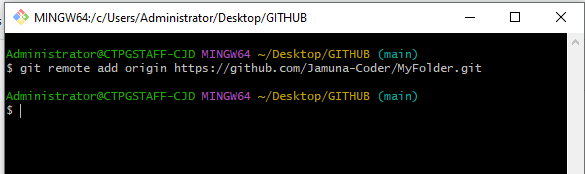 MINGW64:/c/Users/Administrator/Desktop/GITHUB
Administrator@CTPGSTAFF-CJD MINGW64 ~/Desktop/GITHUB (main)
$ git remote add origin https://github.com/Jamuna-Coder/MyFolder.git
Administrator@CTPGSTAFF-CJD MINGW64 ~/Desktop/GITHUB (main)
$